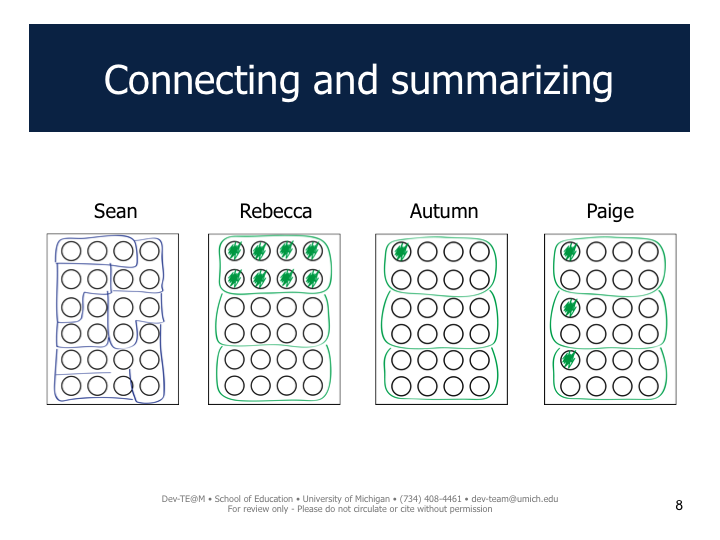 Connecting and summarizing
Sean Rebecca Autumn Paige
Dev-TE@M • School of Education • University of Michigan • (734) 408-4461 • dev-team@umich.edu
For review only - Please do not circulate or cite without permission
8